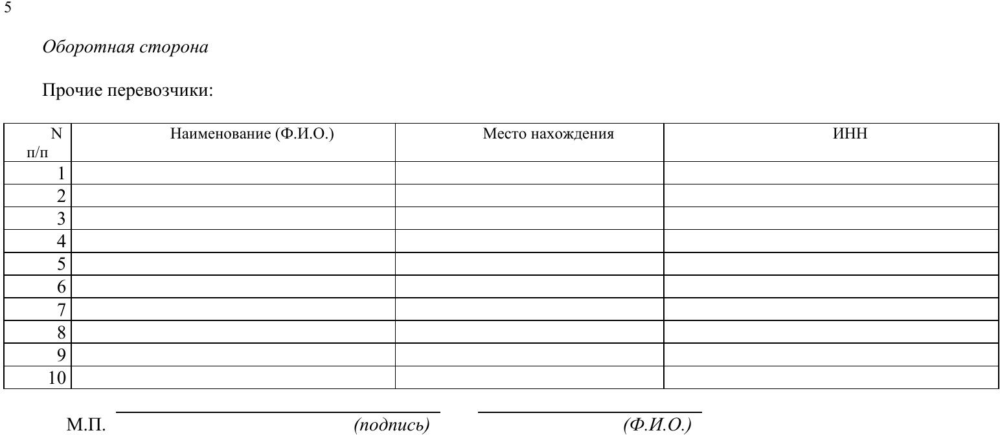 5
Оборотная сторона
Прочие перевозчики:
N п/п Наименование (Ф.И.О.) Место нахождения ИНН
1
2
3
4
5
6
7
8
9
10
М.П. (подпись) (Ф.И.О.)